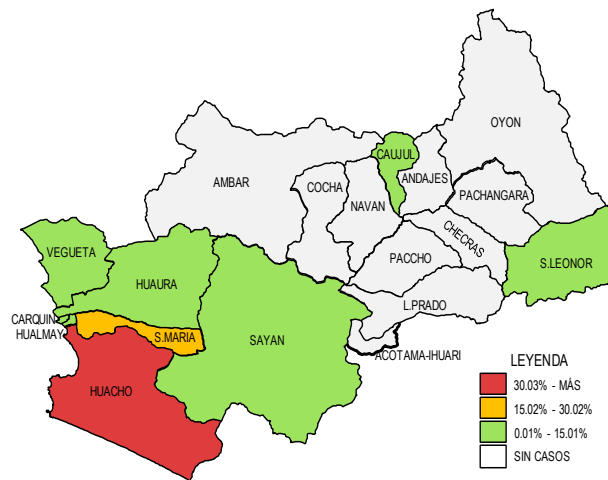 OYON
CAUJUL
ANDAJES
AMBAR
COCHA
NAVAN
PACHANGARA
CHECRAS
VEGUETA
PACCHO
S.LEONOR
HUAURA
L.PRADO
CARQUIN
HUALMAY
S.MARIA
SAYAN
ACOTAMA-IHUARI
HUACHO
LEYENDA
30.03% - MÁS
15.02% - 30.02%
0.01% - 15.01%
SIN CASOS